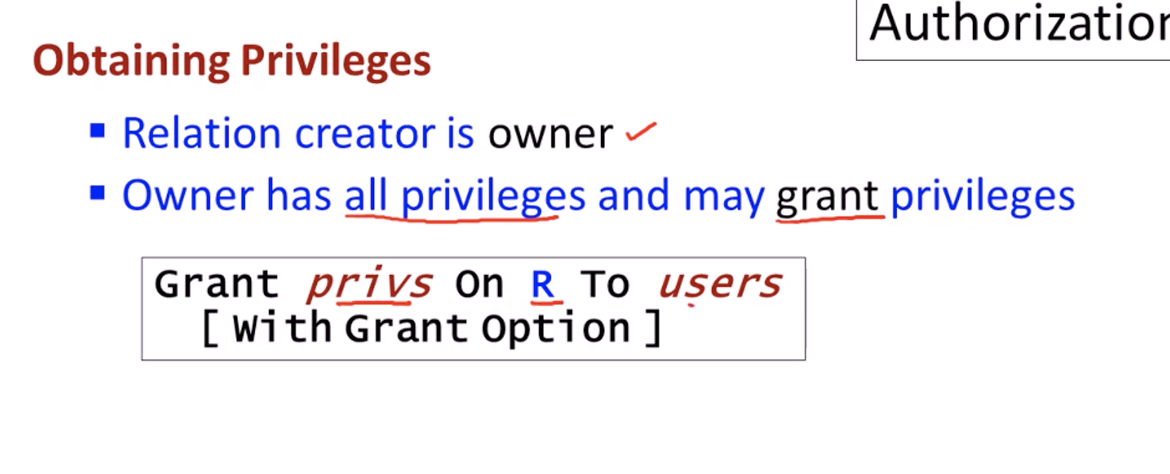 Authorization
Obtaining Privileges
▪ Relation creator is owner ✓
▪ Owner has all privileges and may grant privileges
Grant privs On R To users
[ With Grant Option ]